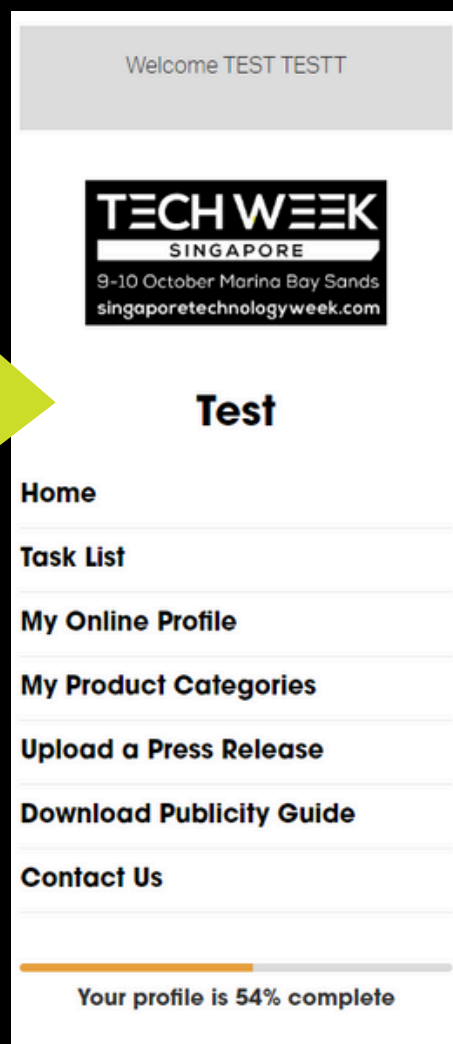 Welcome TEST TESTT
TECH WEEK
SINGAPORE
9-10 October Marina Bay Sands
singaporetechnologyweek.com
Test
Home
Task List
My Online Profile
My Product Categories
Upload a Press Release
Download Publicity Guide
Contact Us
Your profile is 54% complete